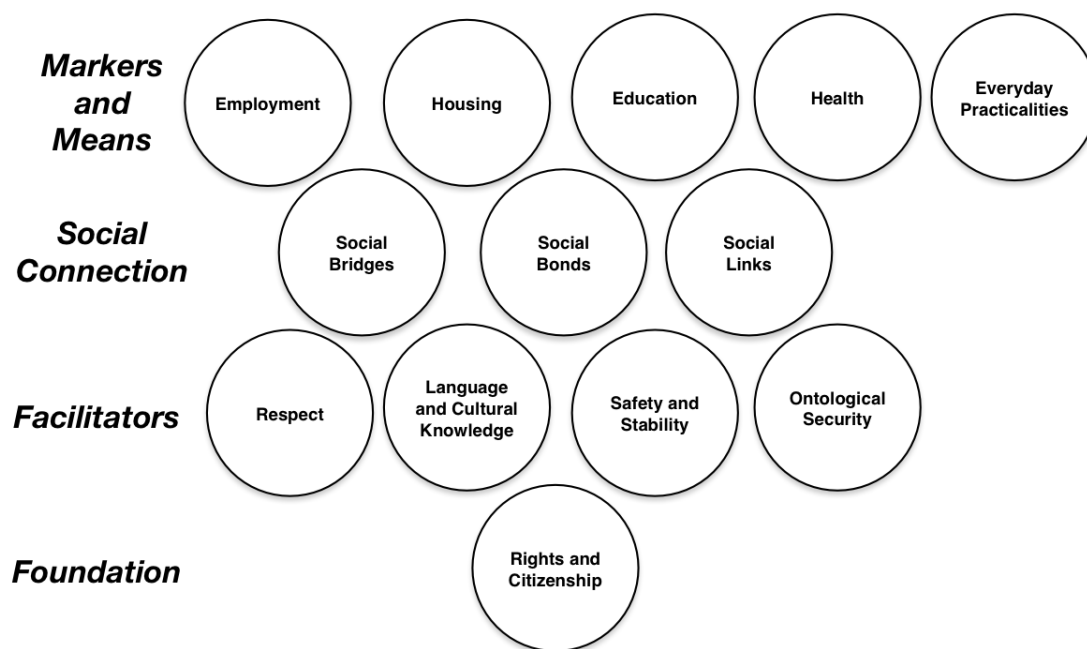 Markers
and
Means
Employment
Housing
Education
Health
Everyday
Practicalities
Social
Connection
Social
Bridges
Social
Bonds
Social
Links
Facilitators
Respect
Language
and Cultural
Knowledge
Safety and
Stability
Ontological
Security
Foundation
Rights and
Citizenship